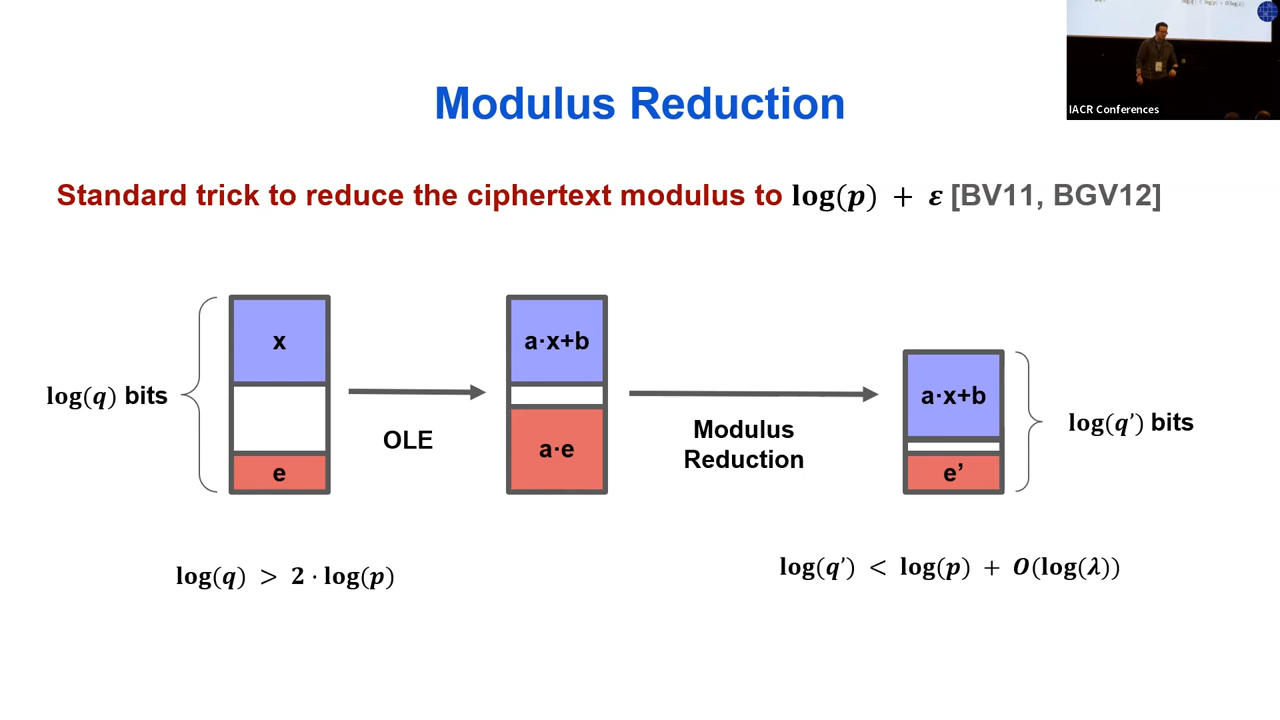 IACR Conferences
Modulus Reduction
Standard trick to reduce the ciphertext modulus to log(p) + ε [BV11, BGV12]
x
e
log(q) bits
OLE
a·x+b
a·e
Modulus
Reduction
a·x+b
e’
log(q’) bits
log(q) > 2 · log(p)
log(q’) < log(p) + O(log(λ))